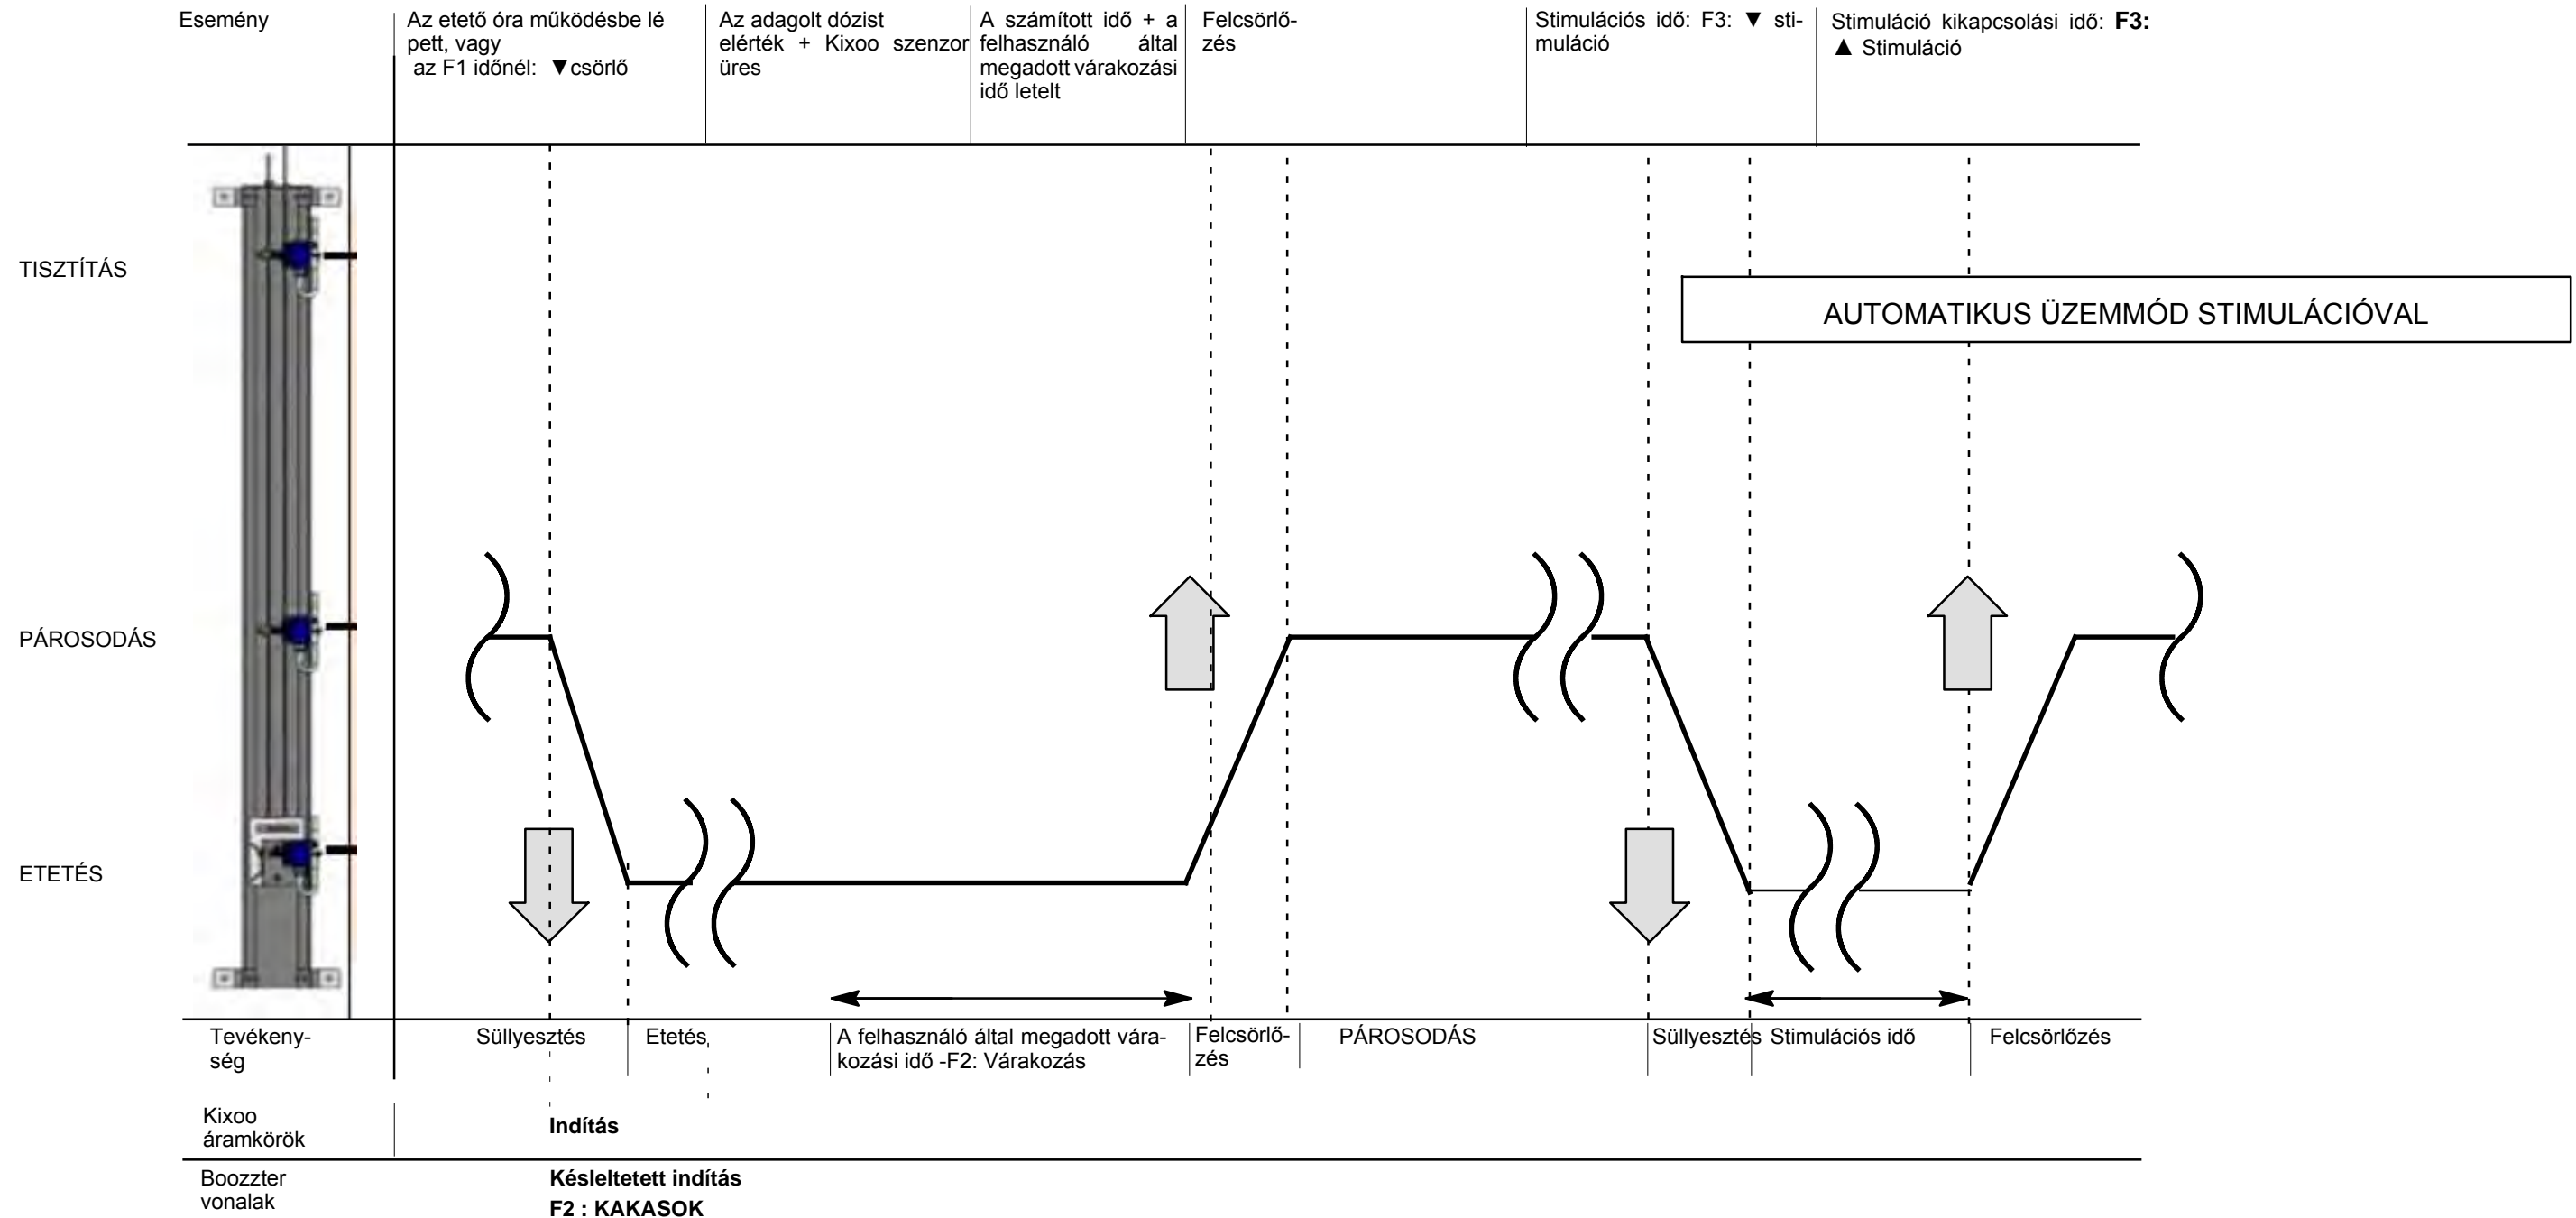 Esemény
Az etető óra működésbe lé
pett, vagy
az F1 időnél: ▼csörlő
Az adagolt dózist
elérték + Kixoo szenzor
üres
A számított idő + a
felhasználó által
megadott várakozási
idő letelt
Felcsörlő-
zés
Stimulációs idő: F3: ▼ sti-
muláció
Stimuláció kikapcsolási idő: F3:
▲ Stimuláció
TISZTÍTÁS
AUTOMATIKUS ÜZEMMÓD STIMULÁCIÓVAL
PÁROSODÁS
ETETÉS
Tevékeny-
ség
Süllyesztés
Etetés
A felhasználó által megadott vára-
kozási idő -F2: Várakozás
Felcsörlő-
zés
PÁROSODÁS
Süllyesztés
Stimulációs idő
Felcsörlőzés
Kixoo
áramkörök
Indítás
Boozzter
vonalak
Késleltetett indítás
F2 : KAKASOK